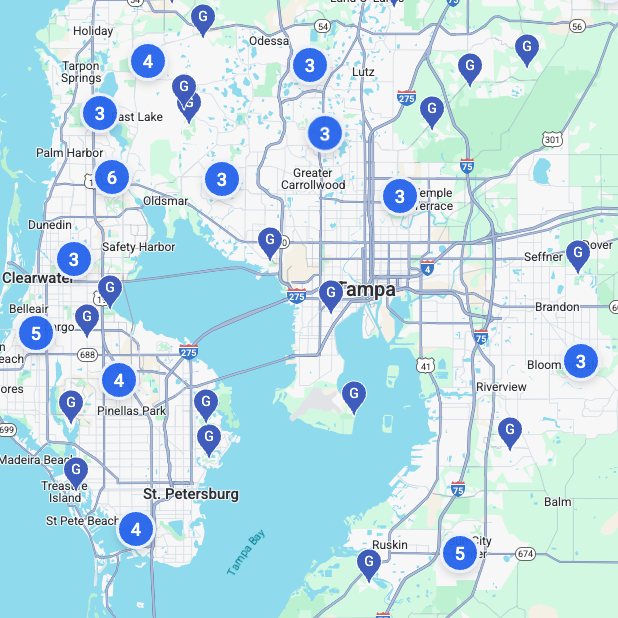 54
Land O' Lakes
75
G
Holiday
Odessa
54
56
4
3
Lutz
G
G
Tarpon
Springs
G
G
275
G
3
East Lake
3
301
Palm Harbor
75
6
3
Greater
Carrollwood
3
Temple
Terrace
Oldsmar
Dunedin
Safety Harbor
G
Dover
Seffner
G
3
4
Clearwater
G
275
G
Tampa
Belleair
Brandon
Largo
G
5
75
275
688
Bloom
3
41
4
Riverview
G
G
G
Pinellas Park
699
G
G
Madeira Beach
G
Treasure
Island
St. Petersburg
75
Balm
St Pete Beach
4
Tampa Bay
Ruskin
5
City
674
G